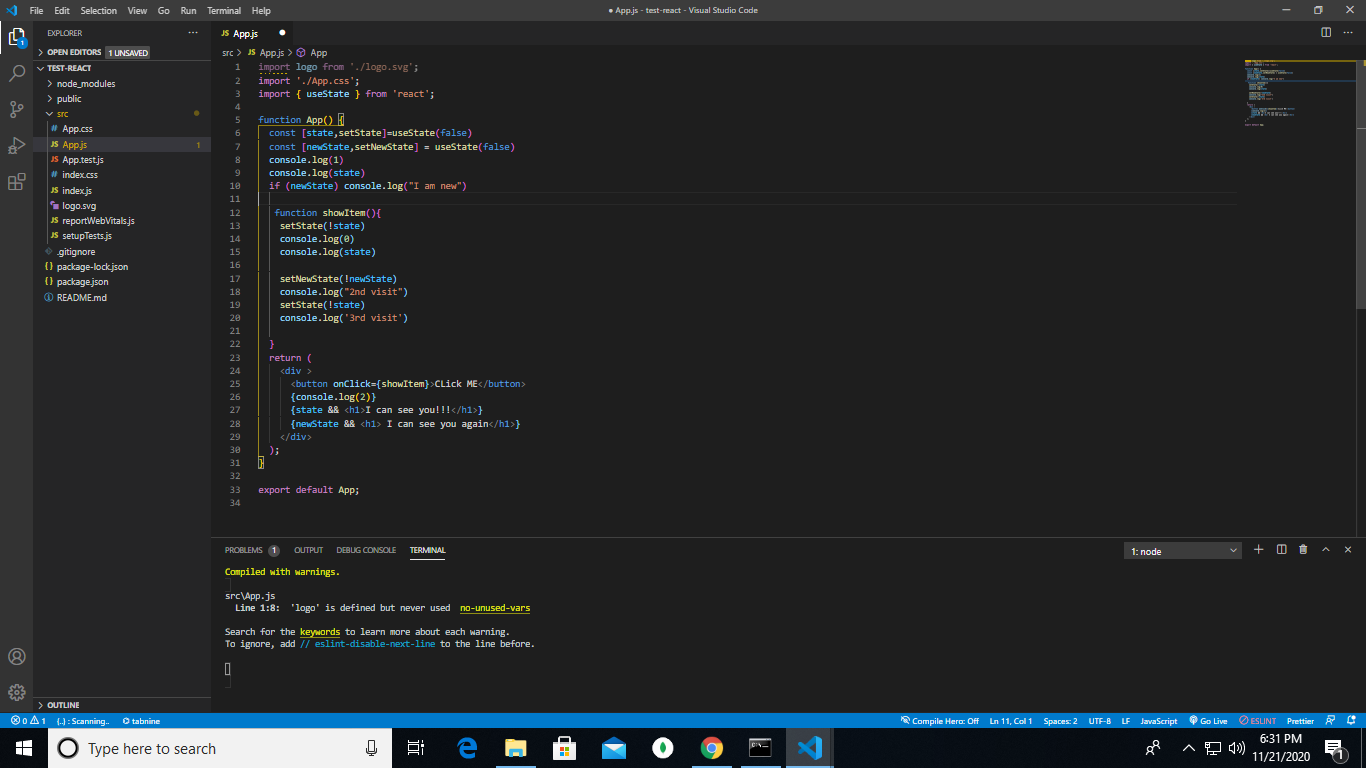 File Edit Selection View Go Run Terminal Help
● App.js - test-react - Visual Studio Code
EXPLORER
OPEN EDITORS 1 UNSAVED
TEST-REACT
node_modules
public
src
# App.css
JS App.js 1
JS App.test.js
# index.css
JS index.js
logo.svg
JS reportWebVitals.js
JS setupTests.js
.gitignore
{} package-lock.json
{} package.json
README.md
OUTLINE
1
JS App.js ●
src > JS App.js > App
1 import logo from './logo.svg';
2 import './App.css';
3 import { useState } from 'react';
4
5 function App() {
6 const [state,setState]=useState(false)
7 const [newState,setNewState] = useState(false)
8 console.log(1)
9 console.log(state)
10 if (newState) console.log("I am new")
11
12 function showItem(){
13 setState(!state)
14 console.log(0)
15 console.log(state)
16
17 setNewState(!newState)
18 console.log("2nd visit")
19 setState(!state)
20 console.log('3rd visit')
21
22 }
23 return (
24 <div >
25 <button onClick={showItem}>CLick ME</button>
26 {console.log(2)}
27 {state && <h1>I can see you!!!</h1>}
28 {newState && <h1> I can see you again</h1>}
29 </div>
30 );
31 }
32
33 export default App;
34
PROBLEMS 1 OUTPUT DEBUG CONSOLE TERMINAL
1: node
Compiled with warnings.
src\App.js
Line 1:8: 'logo' is defined but never used no-unused-vars
Search for the keywords to learn more about each warning.
To ignore, add // eslint-disable-next-line to the line before.
0 1 {..} : Scanning.. tabnine
Compile Hero: Off Ln 11, Col 1 Spaces: 2 UTF-8 LF JavaScript Go Live ESLINT Prettier
Type here to search
6:31 PM
11/21/2020
1